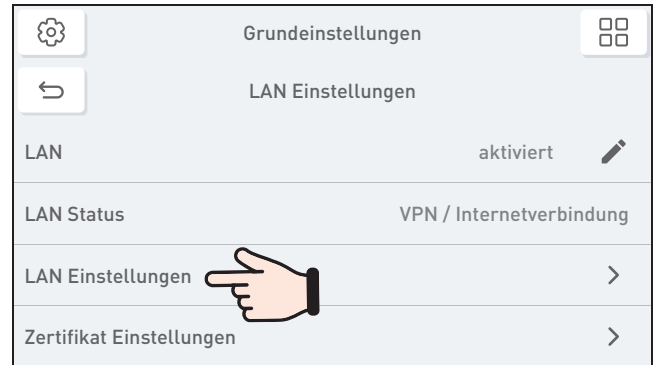 Grundeinstellungen
LAN Einstellungen
LAN aktiviert
LAN Status VPN / Internetverbindung
LAN Einstellungen
Zertifikat Einstellungen